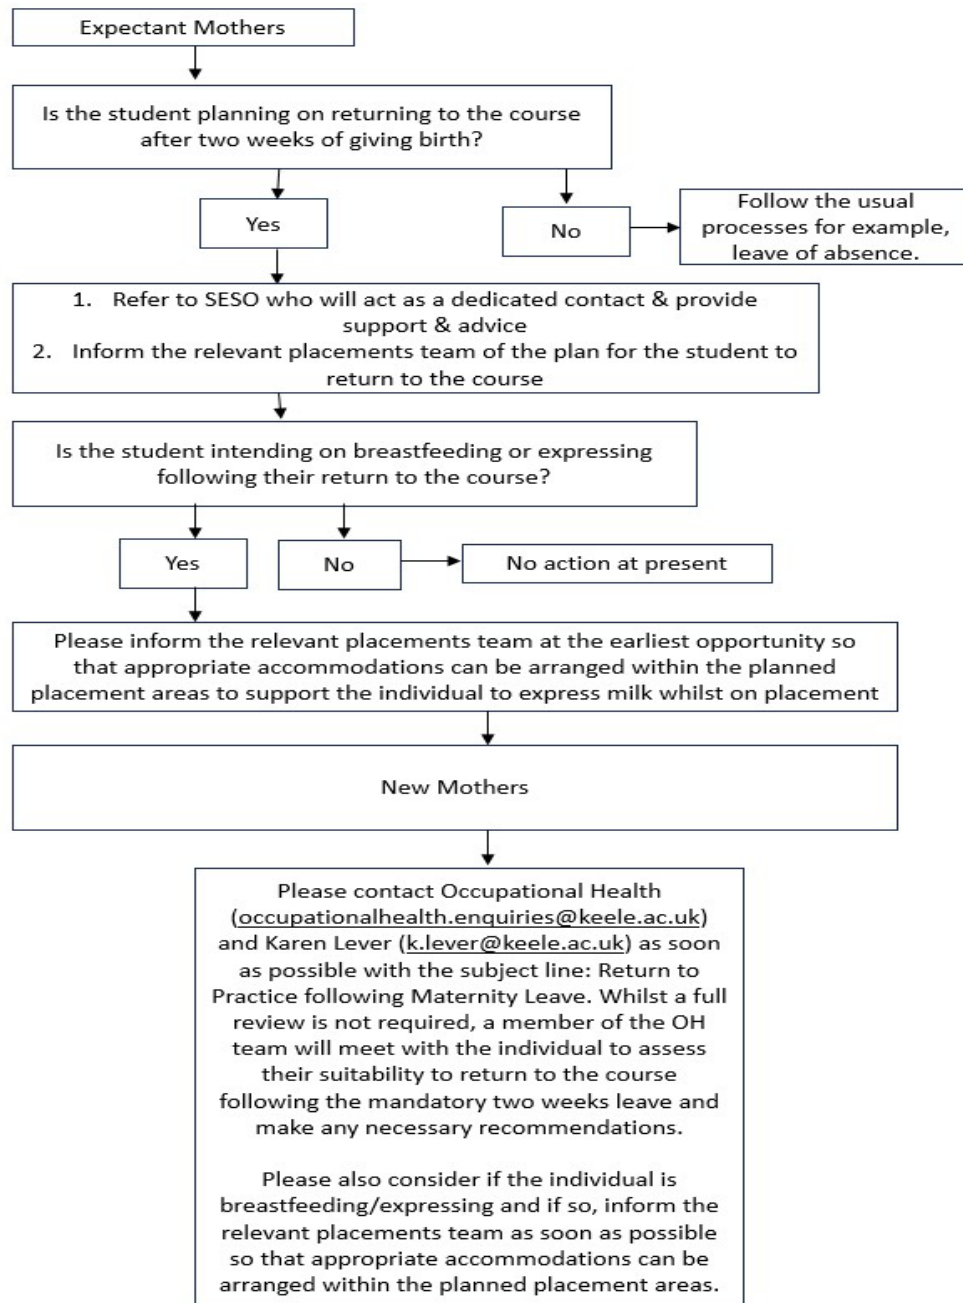 Expectant Mothers
Is the student planning on returning to the course
after two weeks of giving birth?
Yes
No
Follow the usual
processes for example,
leave of absence.
1. Refer to SESO who will act as a dedicated contact & provide
support & advice
2. Inform the relevant placements team of the plan for the student to
return to the course
Is the student intending on breastfeeding or expressing
following their return to the course?
Yes
No
No action at present
Please inform the relevant placements team at the earliest opportunity so
that appropriate accommodations can be arranged within the planned
placement areas to support the individual to express milk whilst on placement
New Mothers
Please contact Occupational Health
(occupationalhealth.enquiries@keele.ac.uk)
and Karen Lever (k.lever@keele.ac.uk) as soon
as possible with the subject line: Return to
Practice following Maternity Leave. Whilst a full
review is not required, a member of the OH
team will meet with the individual to assess
their suitability to return to the course
following the mandatory two weeks leave and
make any necessary recommendations.
Please also consider if the individual is
breastfeeding/expressing and if so, inform the
relevant placements team as soon as possible
so that appropriate accommodations can be
arranged within the planned placement areas.